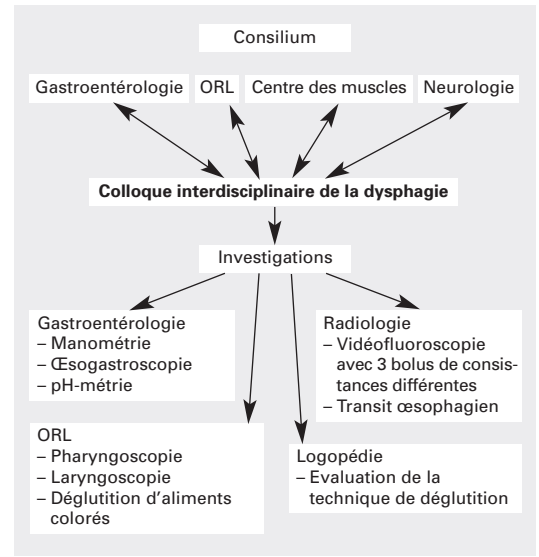 Consilium
Gastroentérologie ORL Centre des muscles Neurologie
Colloque interdisciplinaire de la dysphagie
Investigations
Gastroentérologie
– Manométrie
– Œsogastroscopie
– pH-métrie
Radiologie
– Vidéofluoroscopie
avec 3 bolus de consis-
tances différentes
– Transit œsophagien
ORL
– Pharyngoscopie
– Laryngoscopie
– Déglutition d'aliments
colorés
Logopédie
– Evaluation de la
technique de déglutition